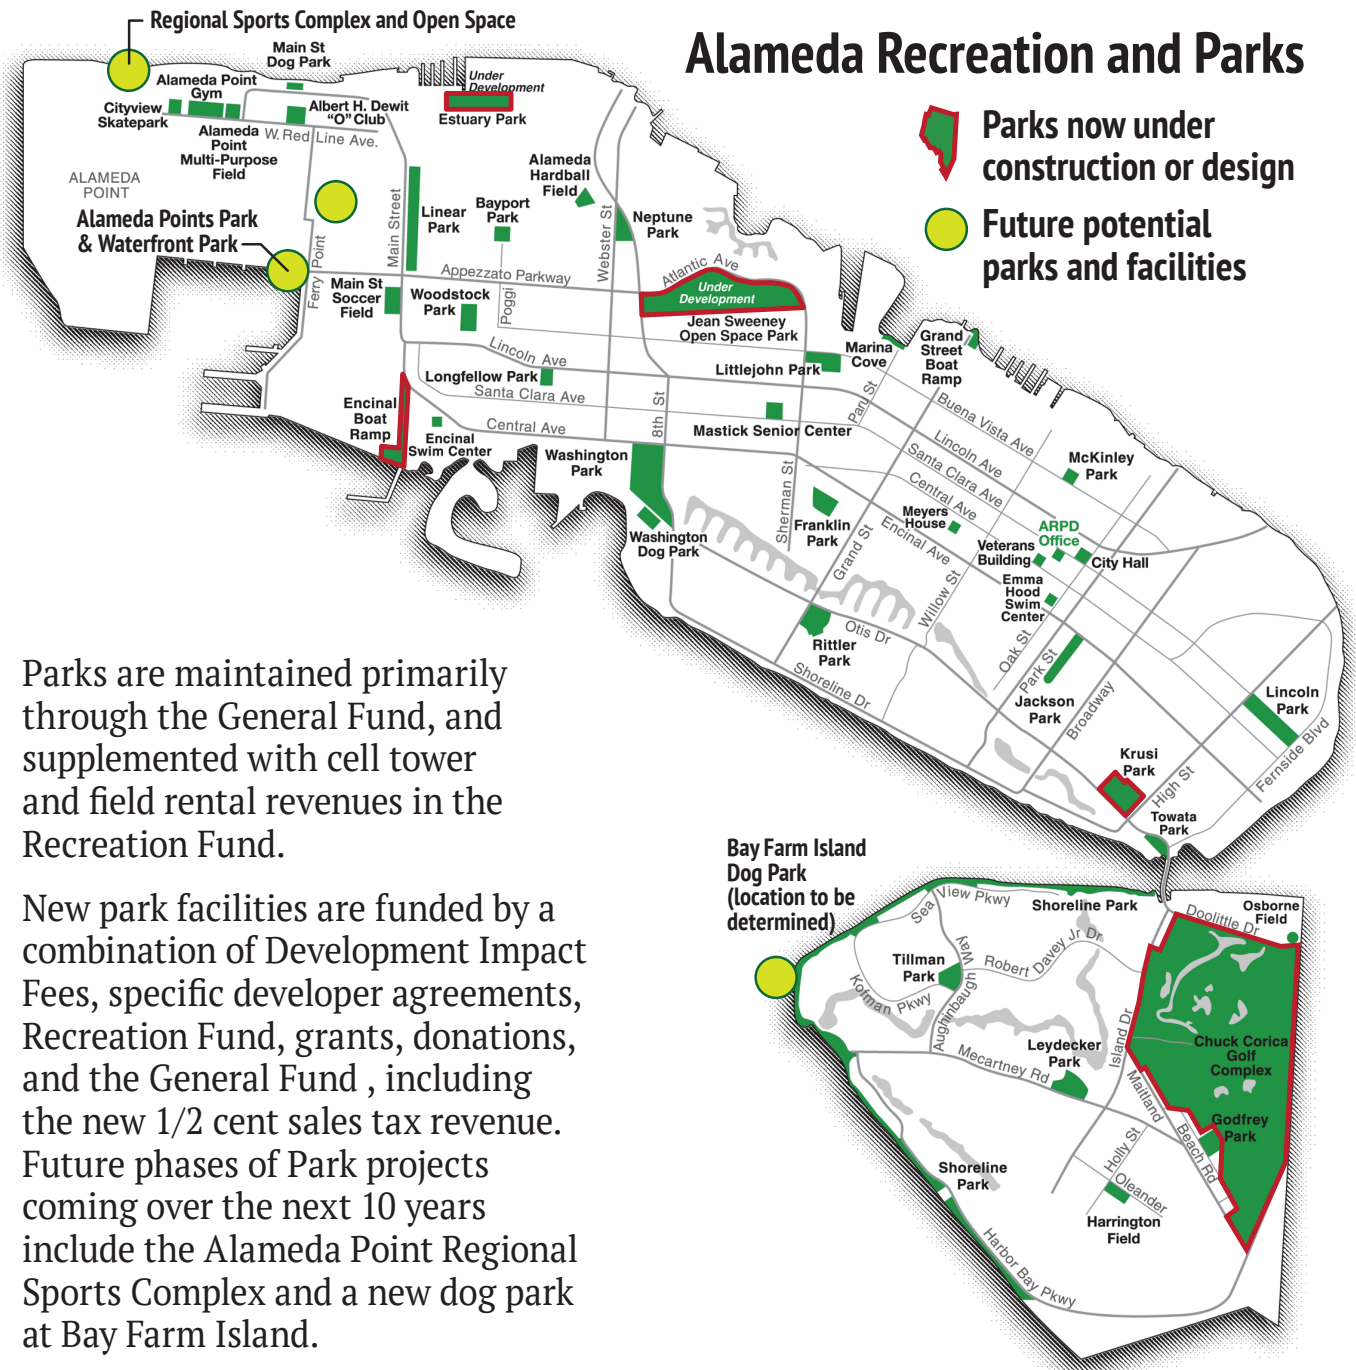 Regional Sports Complex and Open Space
Alameda Recreation and Parks
Parks now under
construction or design
Future potential
parks and facilities
Main St
Dog Park
Alameda Point
Gym
Cityview
Skatepark
Alameda
Point
Multi-Purpose
Field
Albert H. Dewit
“O” Club
W. Red Line Ave.
Under
Development
Estuary Park
ALAMEDA
POINT
Alameda Points Park
& Waterfront Park
Ferry Point
Main Street
Linear
Park
Bayport
Park
Alameda
Hardball
Field
Webster St
Neptune
Park
Appezzato Parkway
Atlantic Ave
Under
Development
Jean Sweeney
Open Space Park
Main St
Soccer
Field
Woodstock
Park
Poggi
Lincoln Ave
Longfellow Park
Santa Clara Ave
Central Ave
8th St
Littlejohn Park
Marina
Cove
Grand
Street
Boat
Ramp
Paru St
Mastick Senior Center
Encinal
Boat
Ramp
Encinal
Swim Center
Washington
Park
Washington
Dog Park
Sherman St
Franklin
Park
Grand St
Buena Vista Ave
Lincoln Ave
Santa Clara Ave
Central Ave
Encinal Ave
McKinley
Park
Meyers
House
ARPD
Office
Veterans
Building
City Hall
Emma
Hood
Swim
Center
Willow St
Otis Dr
Rittler
Park
Shoreline Dr
Oak St
Park St
Jackson
Park
Broadway
Lincoln
Park
Fernside Blvd
Krusi
Park
High St
Towata
Park
Parks are maintained primarily
through the General Fund, and
supplemented with cell tower
and field rental revenues in the
Recreation Fund.
New park facilities are funded by a
combination of Development Impact
Fees, specific developer agreements,
Recreation Fund, grants, donations,
and the General Fund , including
the new 1/2 cent sales tax revenue.
Future phases of Park projects
coming over the next 10 years
include the Alameda Point Regional
Sports Complex and a new dog park
at Bay Farm Island.
Bay Farm Island
Dog Park
(location to be
determined)
Sea View Pkwy
Shoreline Park
Doolittle Dr
Osborne
Field
Tillman
Park
Robert Davey Jr Dr
Kofman Pkwy
Aughinbaugh Way
Mecartney Rd
Leydecker
Park
Island Dr
Chuck Corica
Golf
Complex
Maitland
Beach Rd
Godfrey
Park
Holly St
Oleander
Harrington
Field
Shoreline
Park
Harbor Bay Pkwy